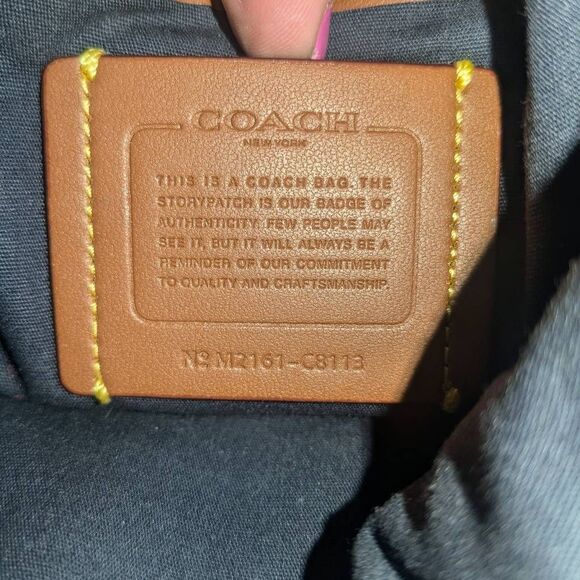 COACH
NEW YORK
THIS IS A COACH BAG. THE
STORYPATCH IS OUR BADGE OF
AUTHENTICITY. FEW PEOPLE MAY
SEE IT, BUT IT WILL ALWAYS BE A
REMINDER OF OUR COMMITMENT
TO QUALITY AND CRAFTSMANSHIP.
Nº M2161-C8113